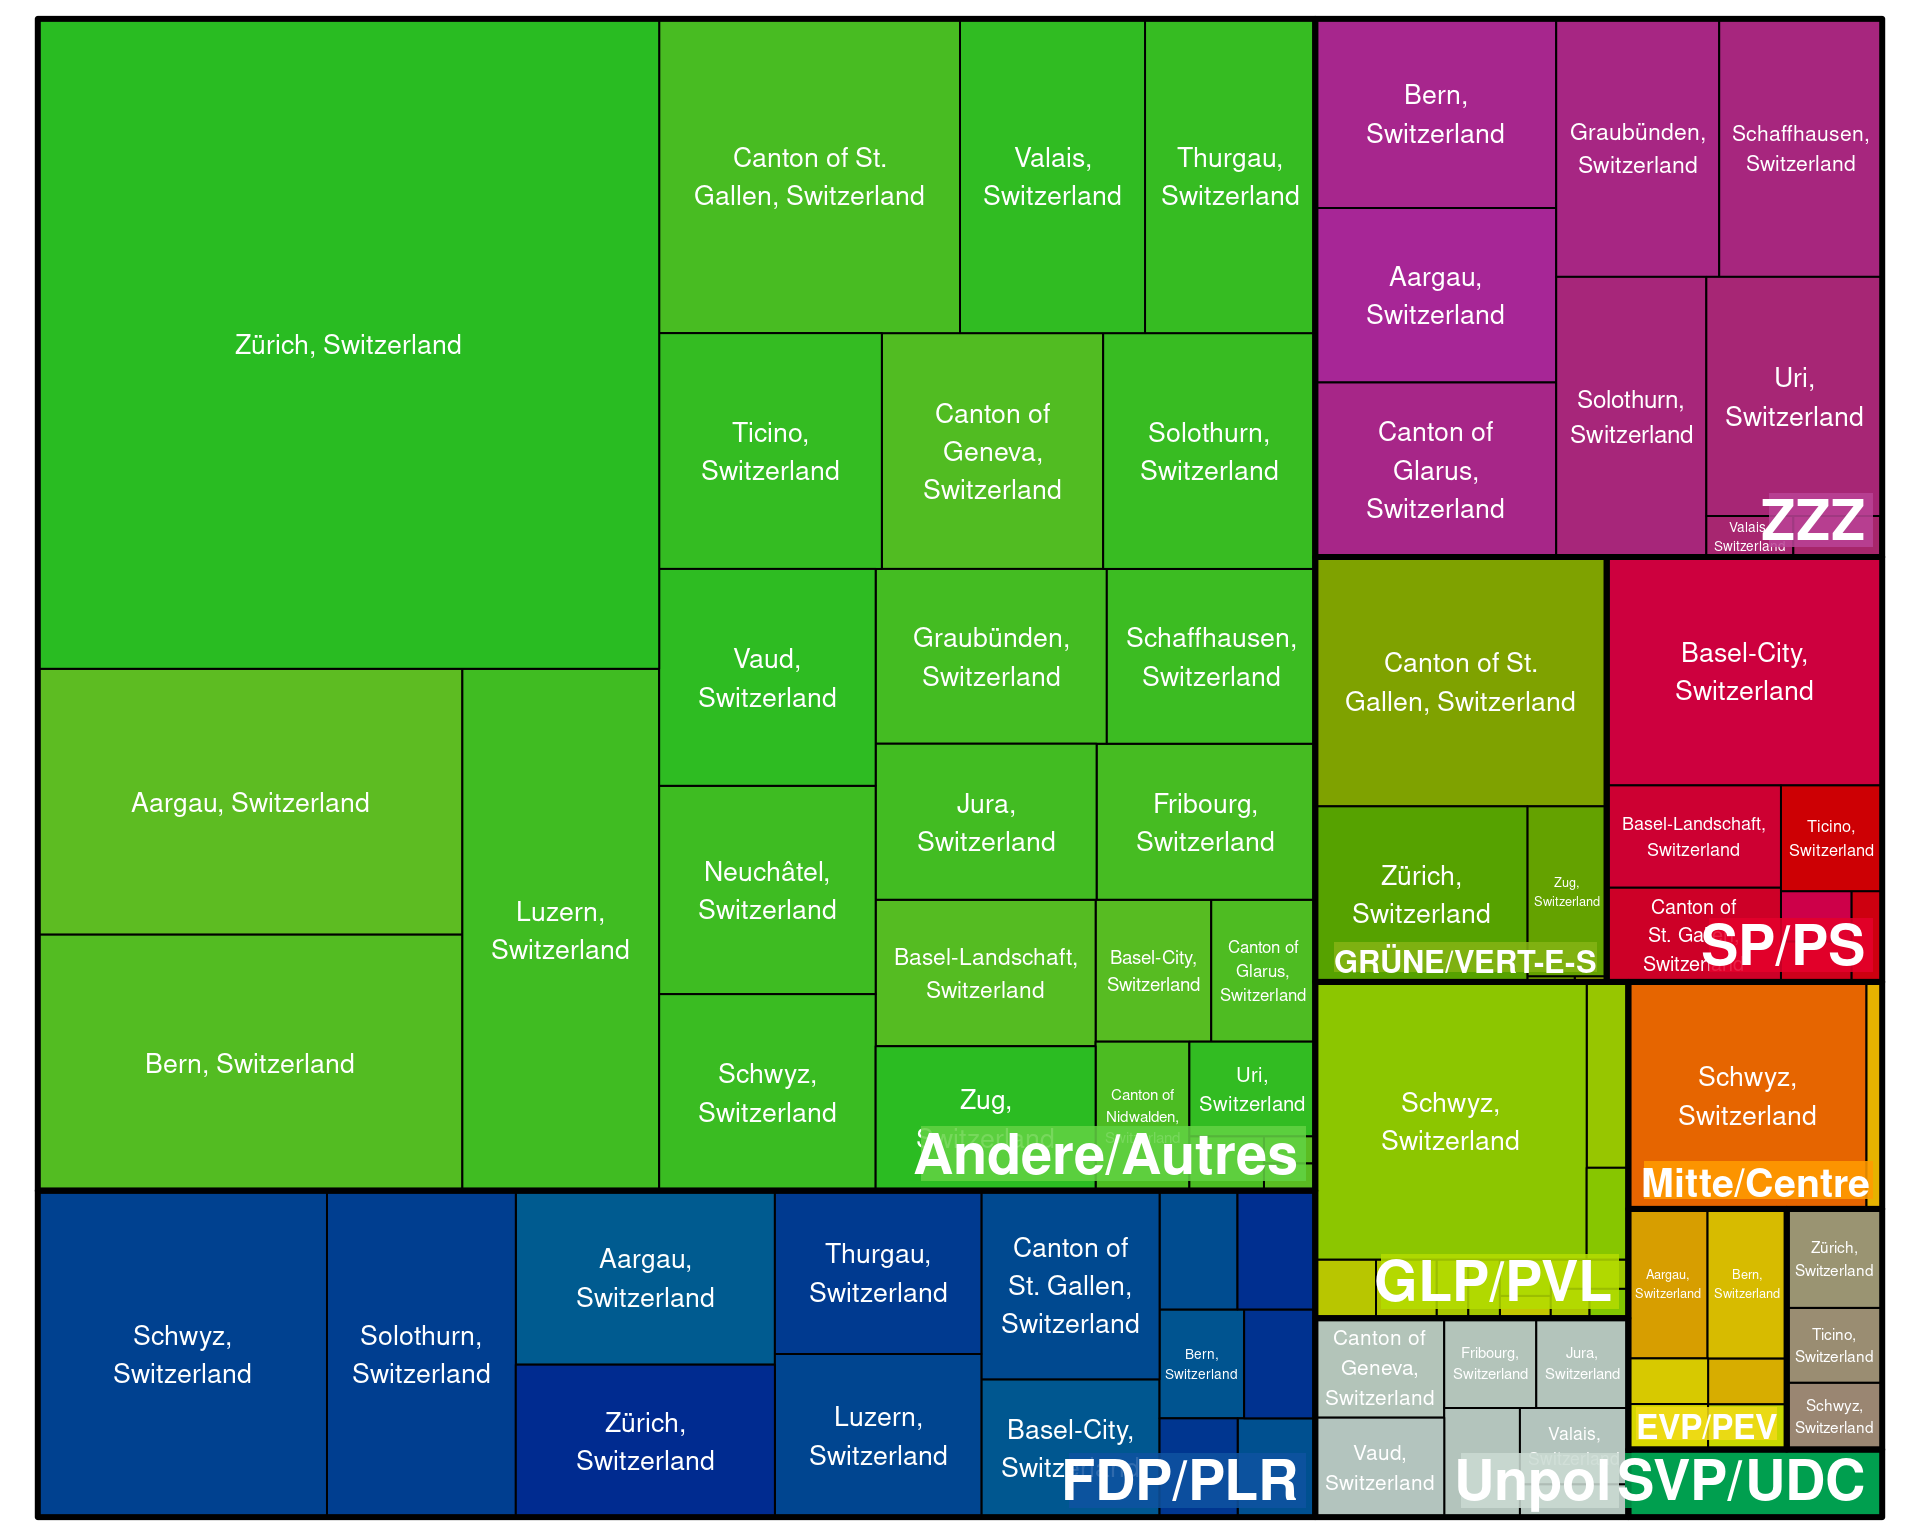 Zürich, Switzerland
Aargau, Switzerland
Bern, Switzerland
Luzern,
Switzerland
Canton of St.
Gallen, Switzerland
Valais,
Switzerland
Thurgau,
Switzerland
Ticino,
Switzerland
Canton of
Geneva,
Switzerland
Solothurn,
Switzerland
Vaud,
Switzerland
Graubünden,
Switzerland
Schaffhausen,
Switzerland
Neuchâtel,
Switzerland
Jura,
Switzerland
Fribourg,
Switzerland
Schwyz,
Switzerland
Basel-Landschaft,
Switzerland
Basel-City,
Switzerland
Canton of
Glarus,
Switzerland
Zug,
Switzerland
Canton of
Nidwalden,
Switzerland
Uri,
Switzerland
Andere/Autres
Schwyz,
Switzerland
Solothurn,
Switzerland
Aargau,
Switzerland
Zürich,
Switzerland
Thurgau,
Switzerland
Luzern,
Switzerland
Canton of
St. Gallen,
Switzerland
Basel-City,
Switzerland
Bern,
Switzerland
FDP/PLR
Bern,
Switzerland
Aargau,
Switzerland
Canton of
Glarus,
Switzerland
Graubünden,
Switzerland
Schaffhausen,
Switzerland
Solothurn,
Switzerland
Uri,
Switzerland
Valais,
Switzerland
ZZZ
Canton of St.
Gallen, Switzerland
Zürich,
Switzerland
Zug,
Switzerland
GRÜNE/VERT-E-S
Basel-City,
Switzerland
Basel-Landschaft,
Switzerland
Ticino,
Switzerland
Canton of
St. Gallen,
Switzerland
SP/PS
Schwyz,
Switzerland
GLP/PVL
Schwyz,
Switzerland
Mitte/Centre
Aargau,
Switzerland
Bern,
Switzerland
EVP/PEV
Zürich,
Switzerland
Ticino,
Switzerland
Schwyz,
Switzerland
Canton of
Geneva,
Switzerland
Fribourg,
Switzerland
Jura,
Switzerland
Vaud,
Switzerland
Valais,
Switzerland
Unpol
SVP/UDC